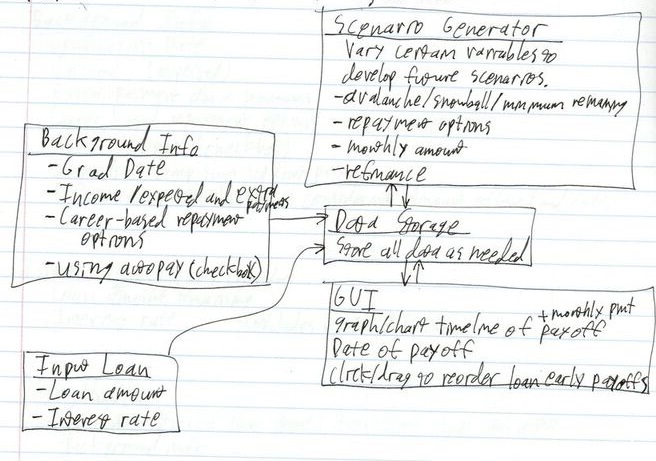 Scenario Generator
Vary certain variables to
develop future scenarios.
-avalanche/snowball/minimum remaining
-repayment options
-monthly amount
-refinance
Background Info
-Grad Date
-Income/expected and extra
payments
-Career-based repayment
options
-using autopay (checkbox)
Data Storage
Store all data as needed
GUI
+monthly pmt
graph/chart timeline of payoff
Date of payoff
Click/drag to reorder loan early payoffs
Input Loan
-Loan amount
-Interest rate